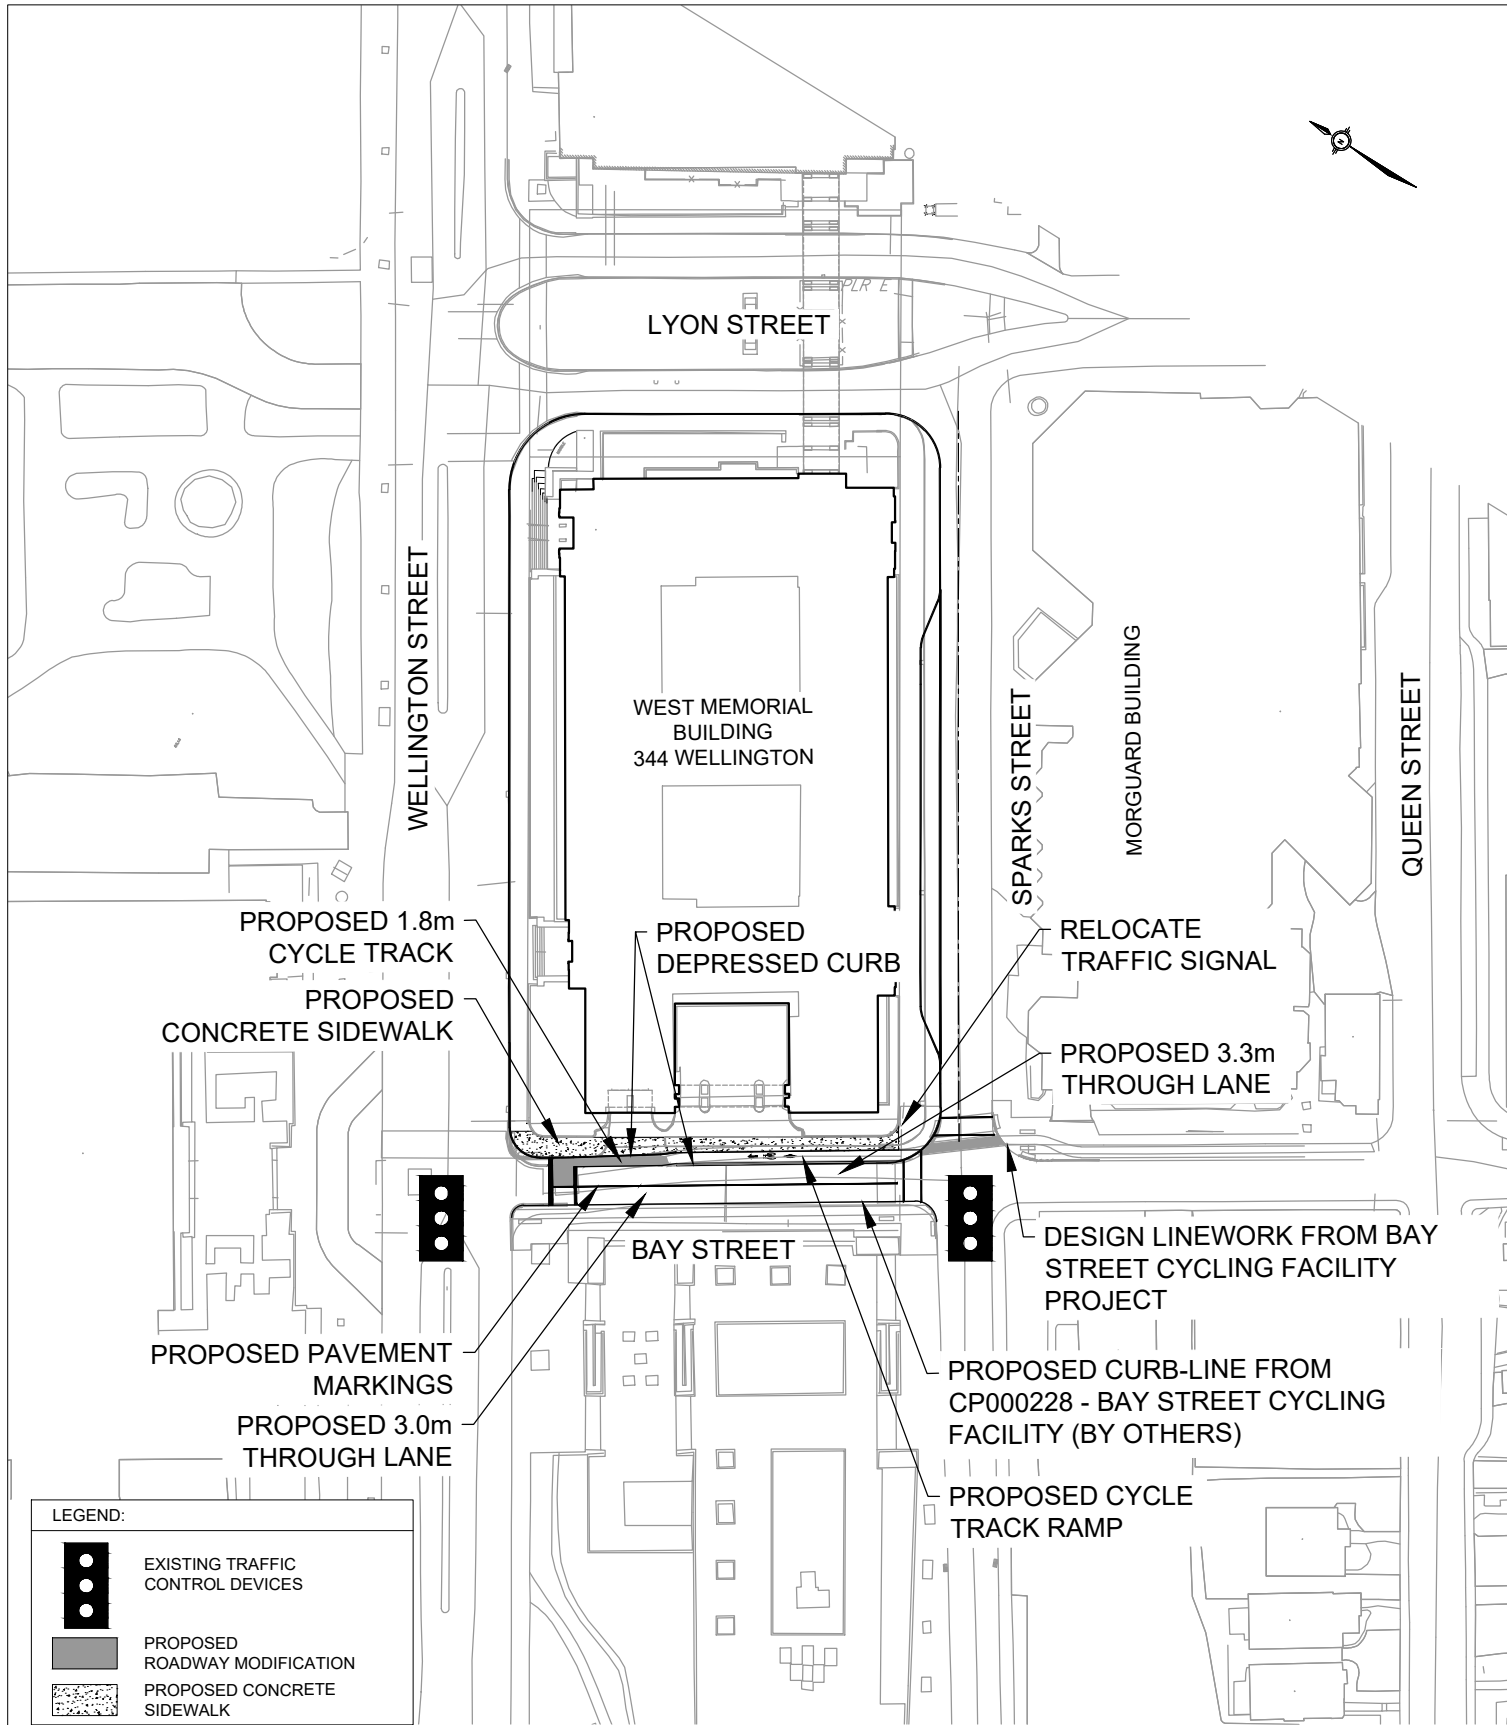 N
PLR E
LYON STREET
WELLINGTON STREET
WEST MEMORIAL
BUILDING
344 WELLINGTON
SPARKS STREET
MORGUARD BUILDING
QUEEN STREET
PROPOSED 1.8m
CYCLE TRACK
PROPOSED
CONCRETE SIDEWALK
PROPOSED
DEPRESSED CURB
RELOCATE
TRAFFIC SIGNAL
PROPOSED 3.3m
THROUGH LANE
BAY STREET
DESIGN LINEWORK FROM BAY
STREET CYCLING FACILITY
PROJECT
PROPOSED PAVEMENT
MARKINGS
PROPOSED 3.0m
THROUGH LANE
PROPOSED CURB-LINE FROM
CP000228 - BAY STREET CYCLING
FACILITY (BY OTHERS)
PROPOSED CYCLE
TRACK RAMP
LEGEND:
EXISTING TRAFFIC
CONTROL DEVICES
PROPOSED
ROADWAY MODIFICATION
PROPOSED CONCRETE
SIDEWALK